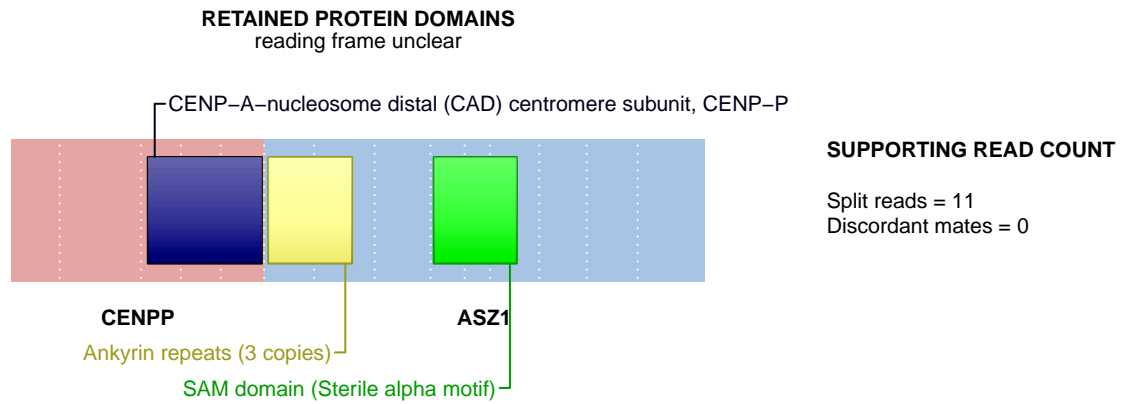 RETAINED PROTEIN DOMAINS
reading frame unclear
CENP−A−nucleosome distal (CAD) centromere subunit, CENP−P
SUPPORTING READ COUNT
Split reads = 11
Discordant mates = 0
CENPP
ASZ1
Ankyrin repeats (3 copies)
SAM domain (Sterile alpha motif)